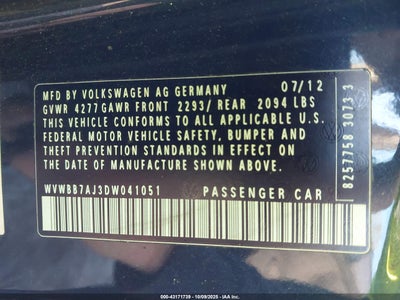 MFD BY VOLKSWAGEN AG GERMANY 07/12
GVWR 4277 GAWR FRONT 2293/ REAR 2094 LBS
THIS VEHICLE CONFORMS TO ALL APPLICABLE U.S.
FEDERAL MOTOR VEHICLE SAFETY, BUMPER AND
THEFT PREVENTION STANDARDS IN EFFECT ON THE
DATE OF MANUFACTURE SHOWN ABOVE.
WVWBB7AJ3DW041051 PASSENGER CAR
8257758 3073 3
000-43171739 - 10/09/2025 - IAA Inc.